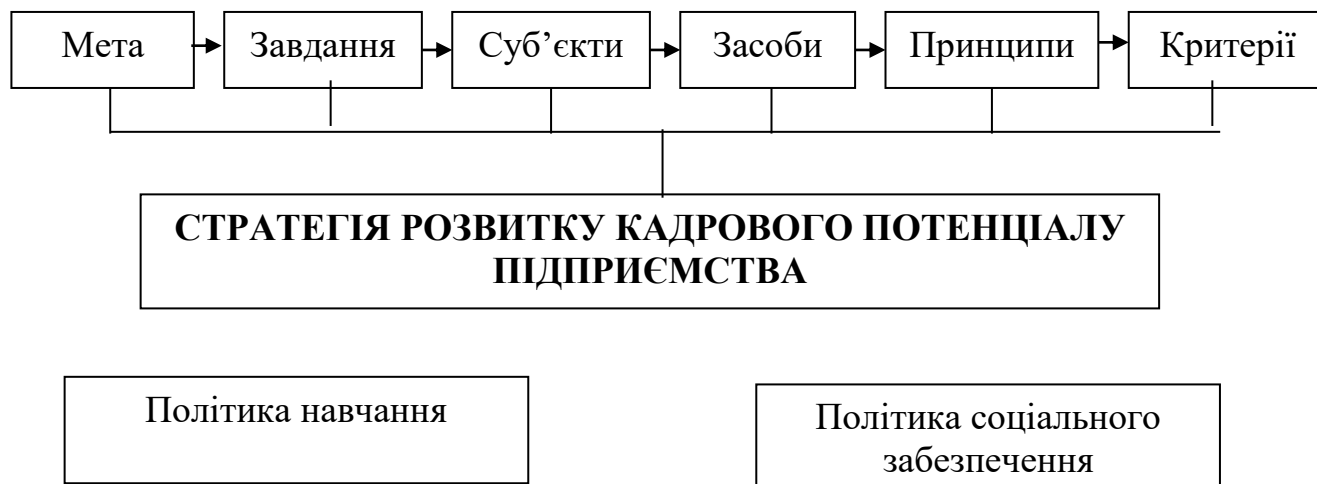 Мета
Завдання
Суб’єкти
Засоби
Принципи
Критерії
СТРАТЕГІЯ РОЗВИТКУ КАДРОВОГО ПОТЕНЦІАЛУ
ПІДПРИЄМСТВА
Політика навчання
Політика соціального
забезпечення